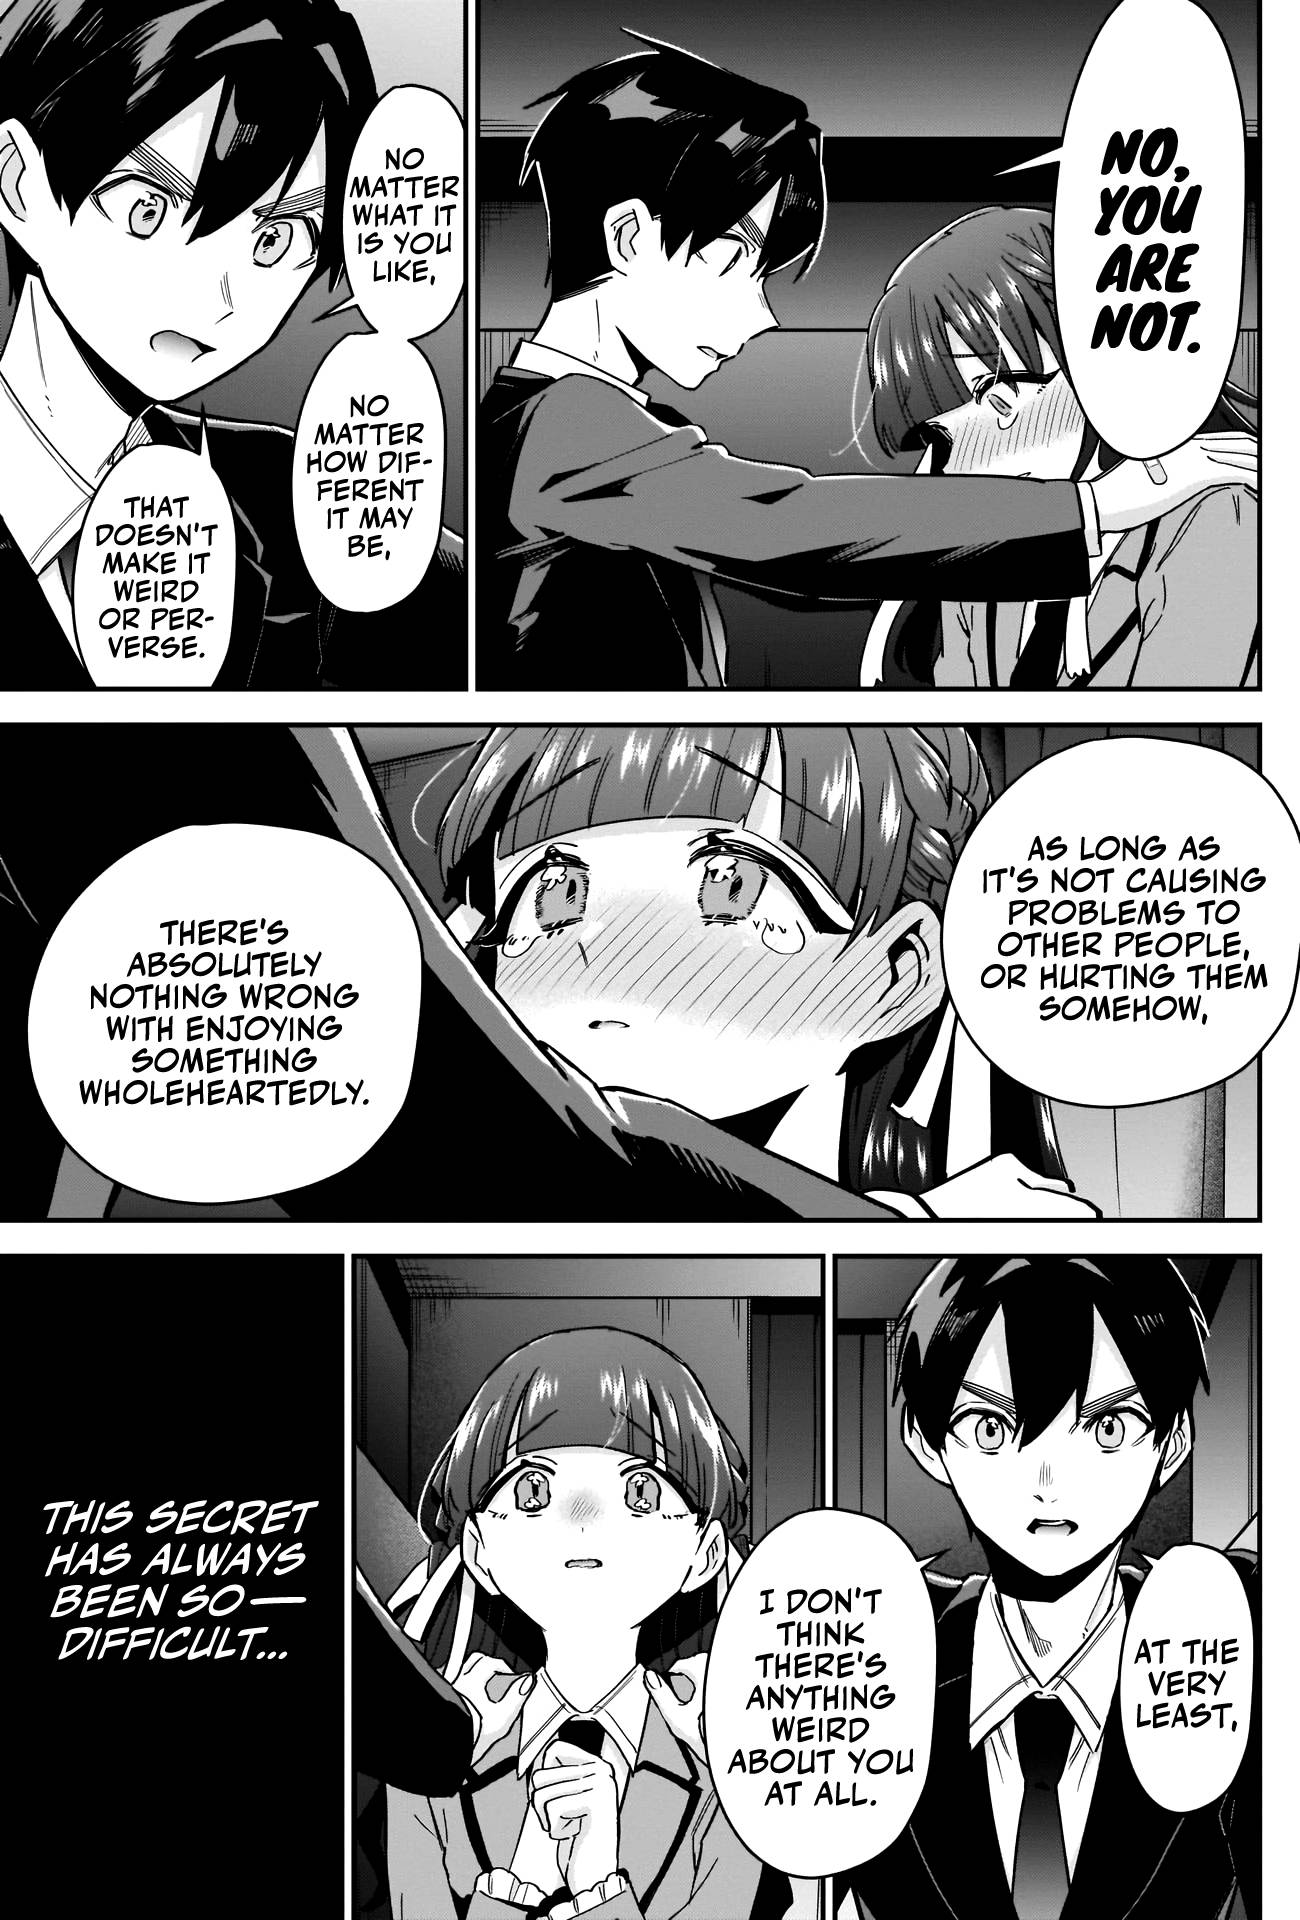 NO,
YOU
ARE
NOT.
NO
MATTER
WHAT IT
IS YOU
LIKE,
NO
MATTER
HOW DIF-
FERENT
IT MAY
BE,
THAT
DOESN'T
MAKE IT
WEIRD
OR PER-
VERSE.
AS LONG AS
IT'S NOT CAUSING
PROBLEMS TO
OTHER PEOPLE,
OR HURTING THEM
SOMEHOW,
THERE'S
ABSOLUTELY
NOTHING WRONG
WITH ENJOYING
SOMETHING
WHOLEHEARTEDLY.
AT THE
VERY
LEAST,
I DON'T
THINK
THERE'S
ANYTHING
WEIRD
ABOUT YOU
AT ALL.
THIS SECRET
HAS ALWAYS
BEEN SO—
DIFFICULT...